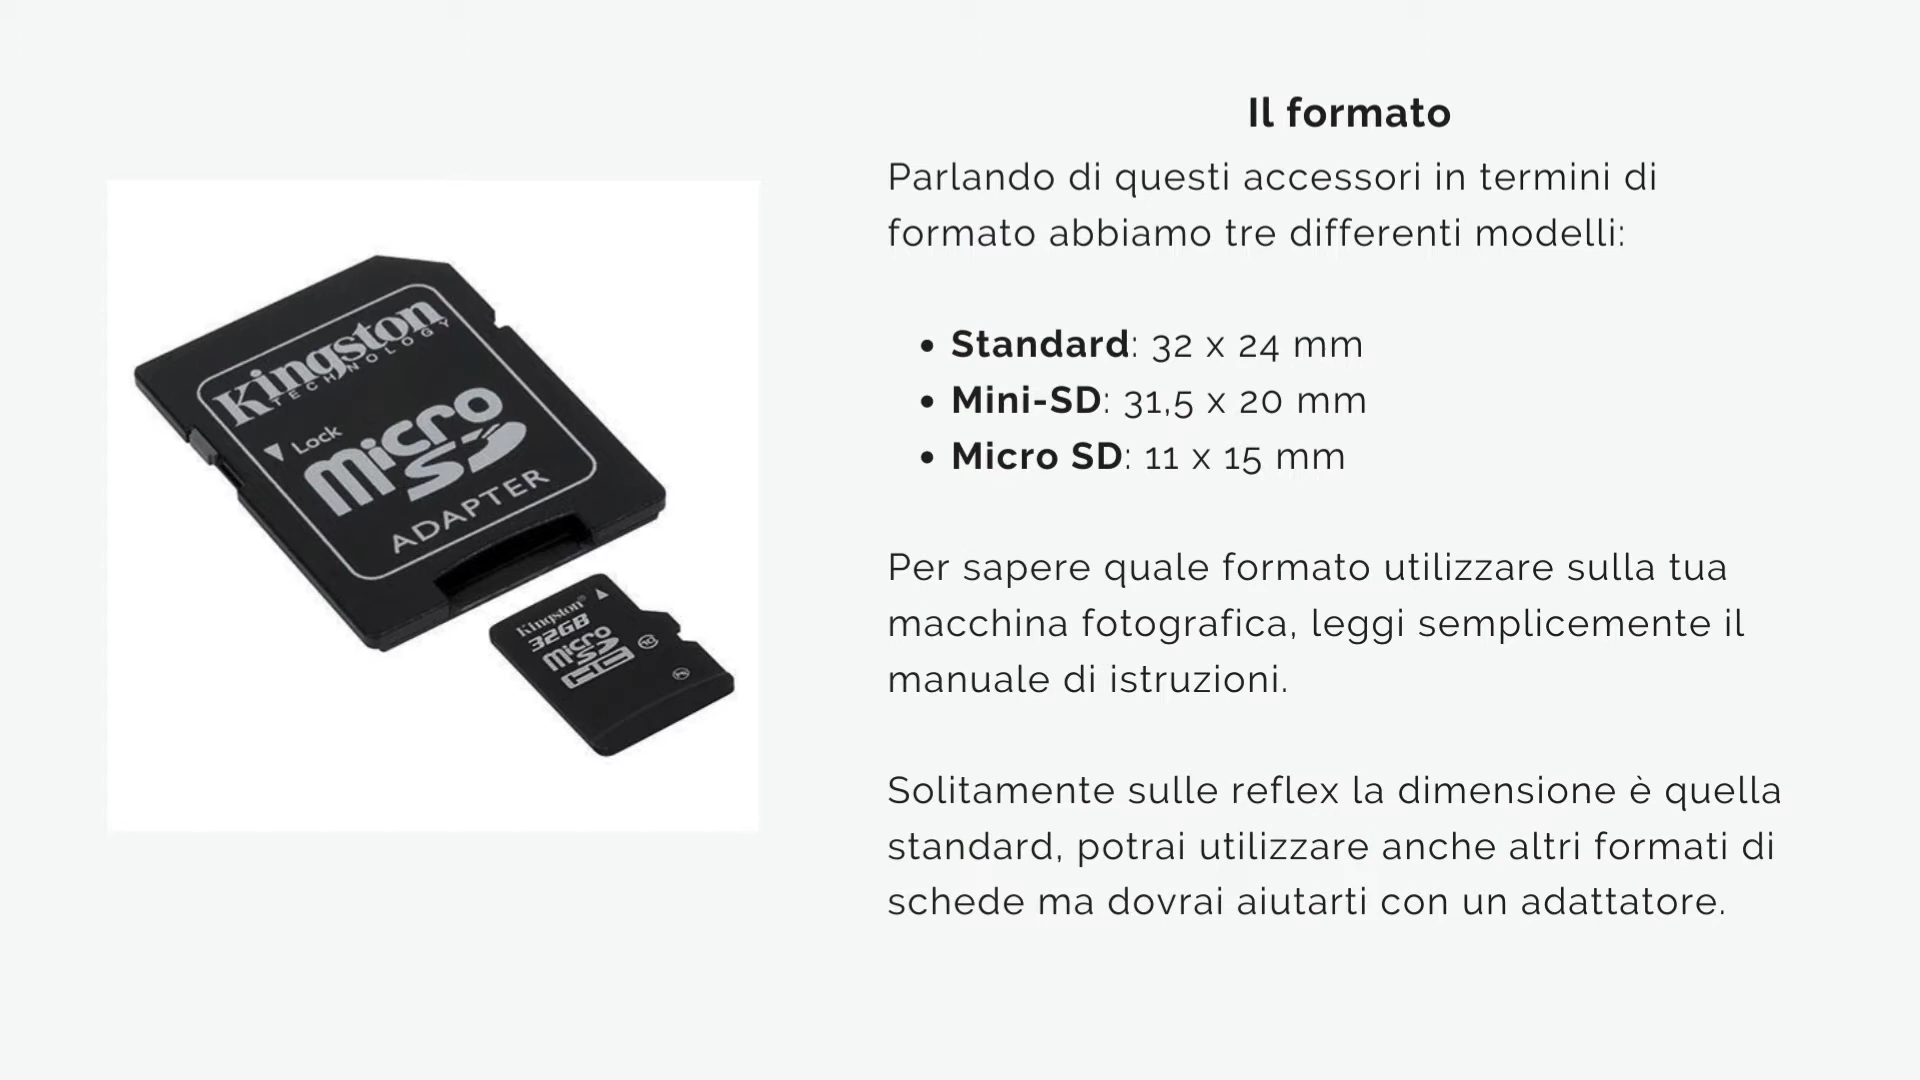 Il formato
Parlando di questi accessori in termini di
formato abbiamo tre differenti modelli:
• Standard: 32 x 24 mm
• Mini-SD: 31,5 x 20 mm
• Micro SD: 11 x 15 mm
Per sapere quale formato utilizzare sulla tua
macchina fotografica, leggi semplicemente il
manuale di istruzioni.
Solitamente sulle reflex la dimensione è quella
standard, potrai utilizzare anche altri formati di
schede ma dovrai aiutarti con un adattatore.
Kingston
TECHNOLOGY
Lock
Micro
SD
ADAPTER
Kingston
32GB
Micro
SD
HC